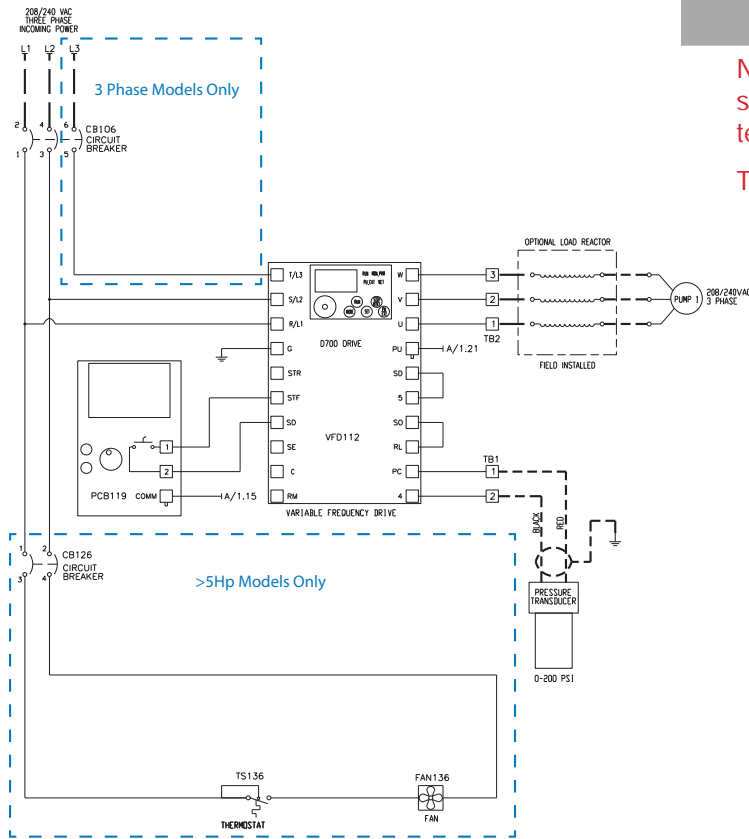 208/240 VAC
THREE PHASE
INCOMING POWER
L1 L2 L3
3 Phase Models Only
2 4 6
CB106
CIRCUIT
BREAKER
1 3 5
N
s
te
T
OPTIONAL LOAD REACTOR
T/L3 W 3
S/L2 V 2
R/L1 U 1
TB2
PUMP 1
208/240VAC
3 PHASE
FIELD INSTALLED
RUN
MODE SET
D700 DRIVE
G PU A/1.21
STR SD
STF 5
SD SO
SE RL
C PC
RM 4
VFD112
VARIABLE FREQUENCY DRIVE
1
2
PCB119 COMM A/1.15
TB1
1
2
BLACK
RED
PRESSURE
TRANSDUCER
0-200 PSI
1 2
CB126
CIRCUIT
BREAKER
3 4
>5Hp Models Only
TS136
THERMOSTAT
FAN136
FAN